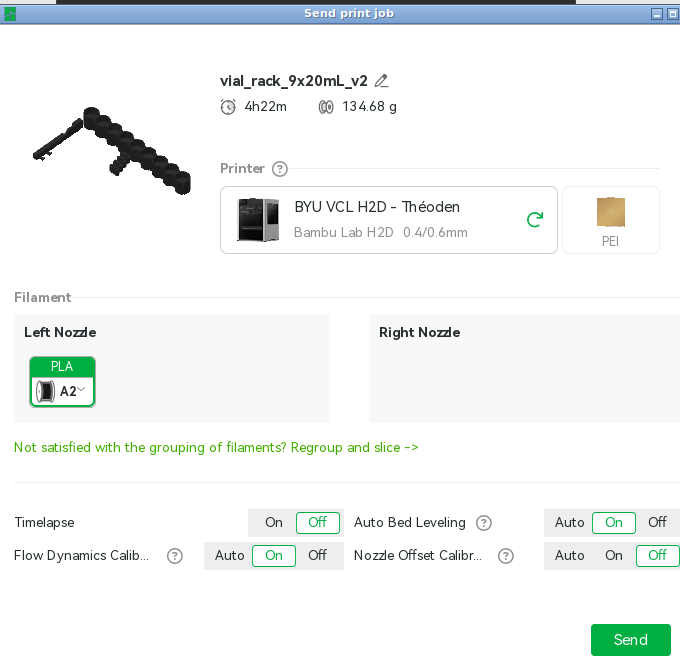 Send print job
vial_rack_9x20mL_v2
4h22m 134.68 g
Printer ?
BYU VCL H2D - Théoden
Bambu Lab H2D 0.4/0.6mm
PEI
Filament
Left Nozzle
PLA
A2
Right Nozzle
Not satisfied with the grouping of filaments? Regroup and slice ->
Timelapse On Off
Auto Bed Leveling ? Auto On Off
Flow Dynamics Calib... ? Auto On Off
Nozzle Offset Calibr... ? Auto On Off
Send